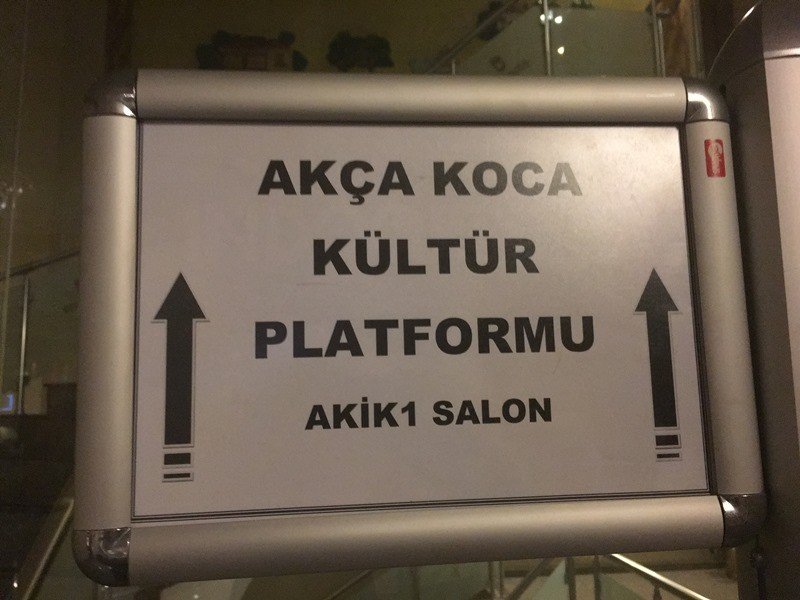 AKÇA KOCA
KÜLTÜR
PLATFORMU
AKİK1 SALON